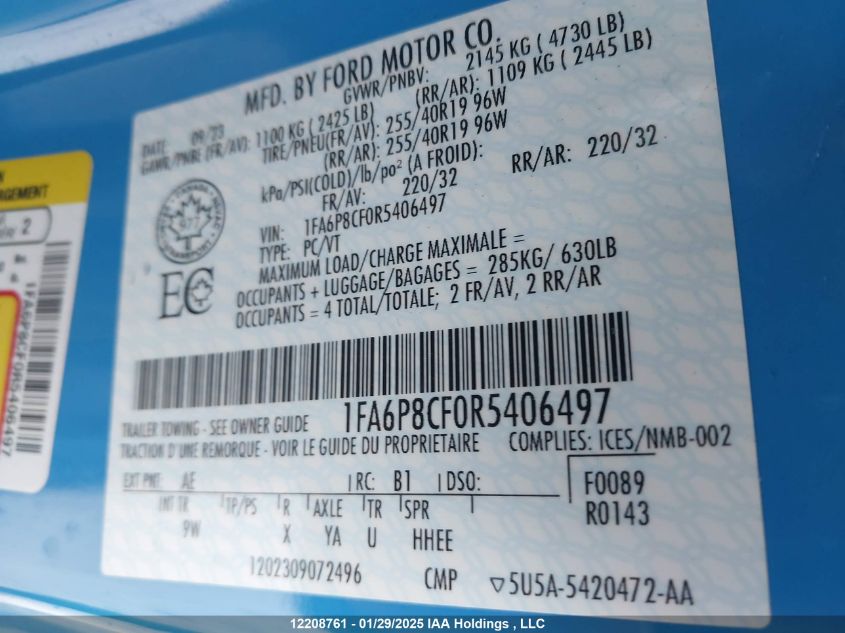 MFD. BY FORD MOTOR CO.
DATE: 09/23
GVWR/PNBV: 2145 KG ( 4730 LB)
GAWR/PNBE (FR/AV): 1100 KG ( 2425 LB) (RR/AR): 1109 KG ( 2445 LB)
TIRE/PNEU(FR/AV): 255/40R19 96W
(RR/AR): 255/40R19 96W
kPa/PSI(COLD)/lb/po² (A FROID):
FR/AV: 220/32 RR/AR: 220/32
VIN: 1FA6P8CF0R5406497
TYPE: PC/VT
MAXIMUM LOAD/CHARGE MAXIMALE =
OCCUPANTS + LUGGAGE/BAGAGES = 285KG/ 630LB
OCCUPANTS = 4 TOTAL/TOTALE; 2 FR/AV, 2 RR/AR
CANADA
TRANSPORT
EC
1FA6P8CF0R5406497
TRAILER TOWING - SEE OWNER GUIDE
TRACTION D'UNE REMORQUE - VOIR LE GUIDE DU PROPRIETAIRE
COMPLIES: ICES/NMB-002
EXT PNT: AE RC: B1 DSO: F0089
INT TR TP/PS R AXLE TR SPR R0143
9W X YA U HHEE
1202309072496 CMP 5U5A-5420472-AA
ARGEMENT
2
1FA6P8CF0R5406497
12208761 - 01/29/2025 IAA Holdings , LLC